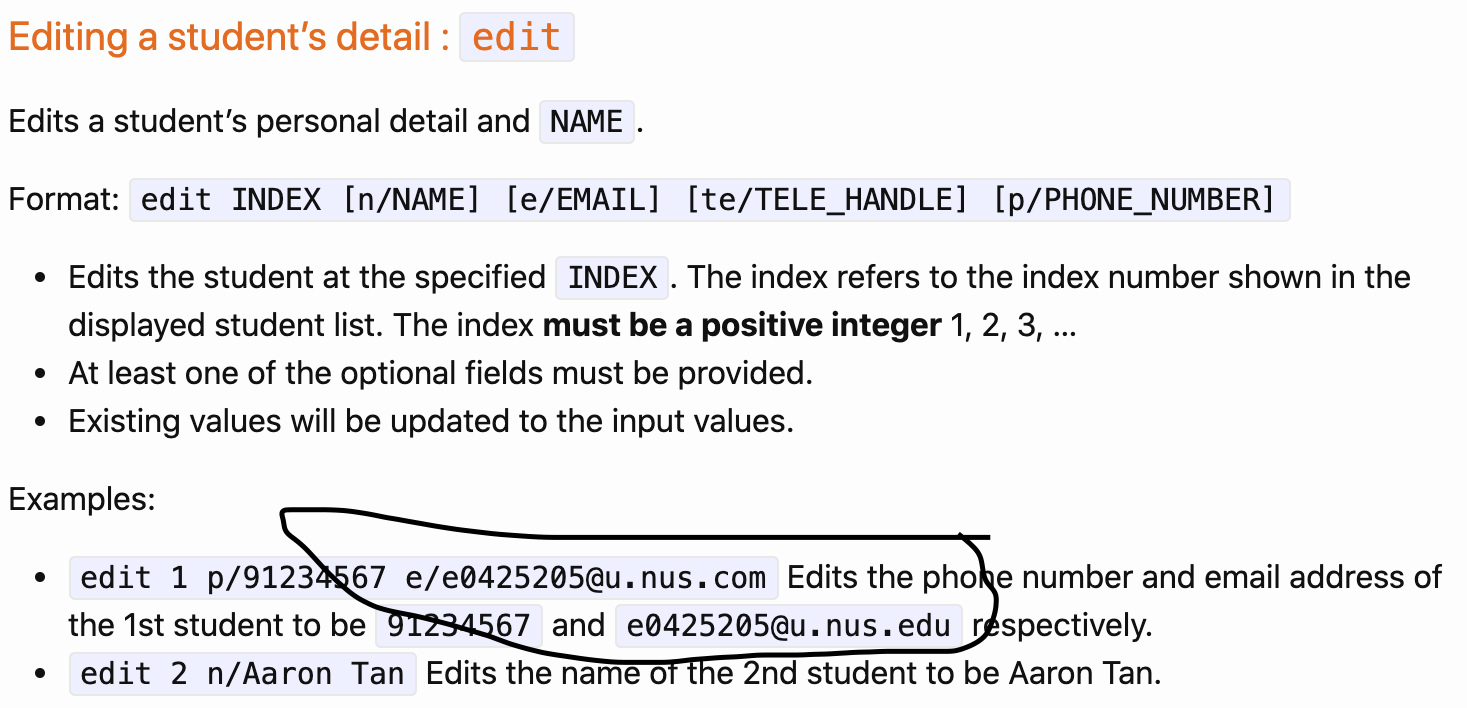 Editing a student’s detail : edit
Edits a student’s personal detail and NAME.
Format: edit INDEX [n/NAME] [e/EMAIL] [te/TELE_HANDLE] [p/PHONE_NUMBER]
• Edits the student at the specified INDEX. The index refers to the index number shown in the
displayed student list. The index must be a positive integer 1, 2, 3, …
• At least one of the optional fields must be provided.
• Existing values will be updated to the input values.
Examples:
• edit 1 p/91234567 e/e0425205@u.nus.com Edits the phone number and email address of
the 1st student to be 91234567 and e0425205@u.nus.edu respectively.
• edit 2 n/Aaron Tan Edits the name of the 2nd student to be Aaron Tan.